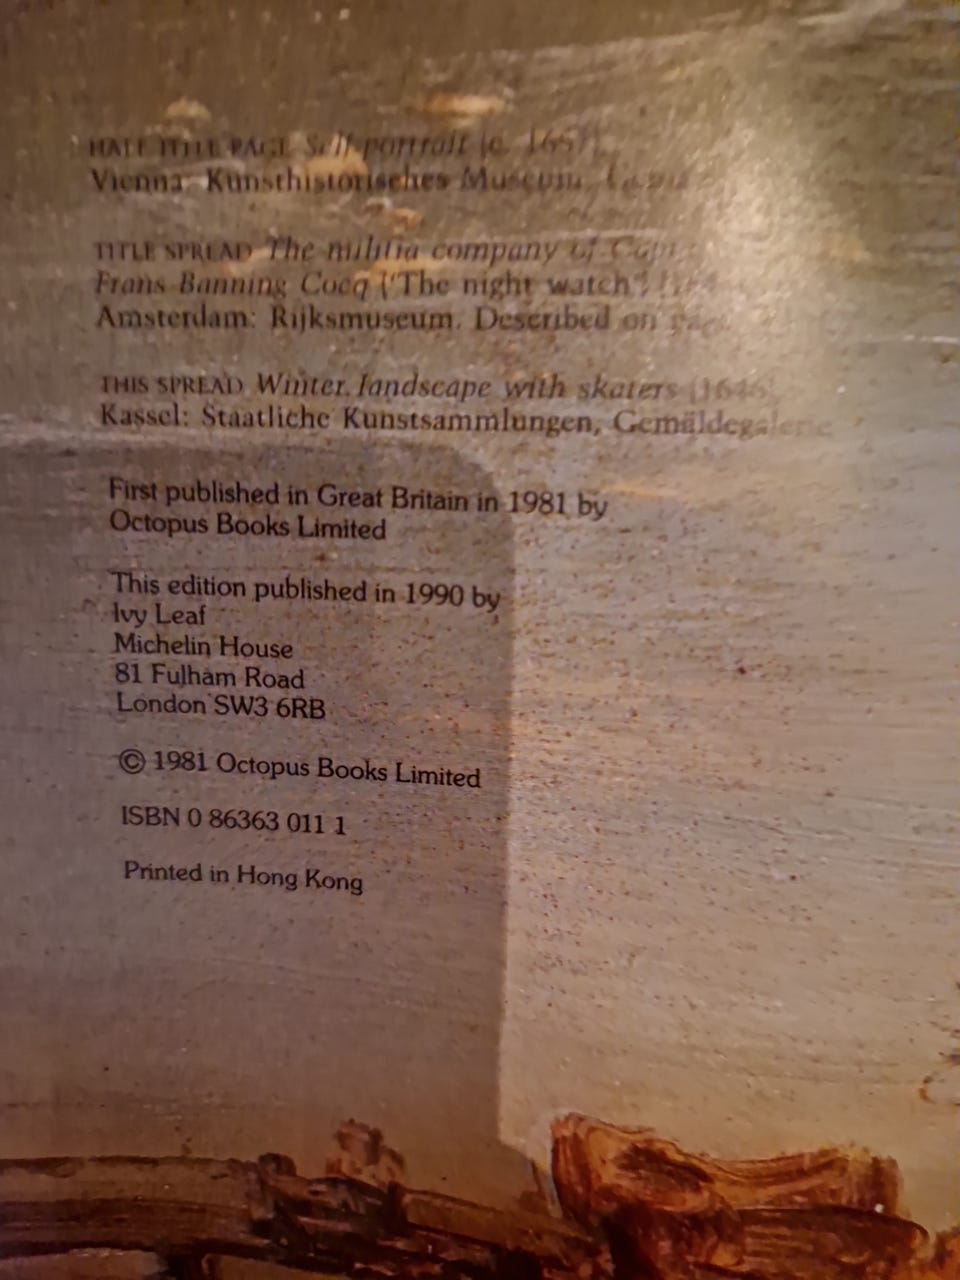 HALF TITLE PAGE Self-portrait (c. 1657)
Vienna: Kunsthistorisches Museum,
TITLE SPREAD The militia company of
Frans Banning Cocq ('The night watch')
Amsterdam: Rijksmuseum. Described on
THIS SPREAD Winter landscape with skaters (1646)
Kassel: Staatliche Kunstsammlungen, Gemäldegalerie
First published in Great Britain in 1981 by
Octopus Books Limited
This edition published in 1990 by
Ivy Leaf
Michelin House
81 Fulham Road
London SW3 6RB
© 1981 Octopus Books Limited
ISBN 0 86363 011 1
Printed in Hong Kong